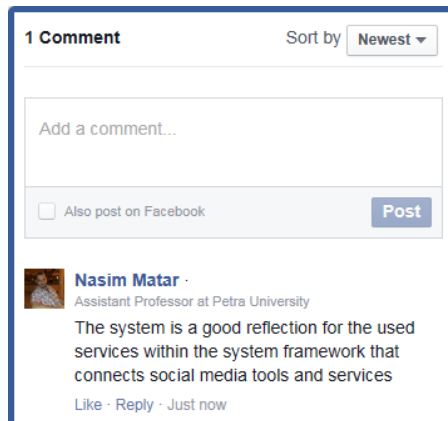 1 Comment Sort by Newest
Add a comment...
Also post on Facebook Post
Nasim Matar ·
Assistant Professor at Petra University
The system is a good reflection for the used
services within the system framework that
connects social media tools and services
Like · Reply · Just now